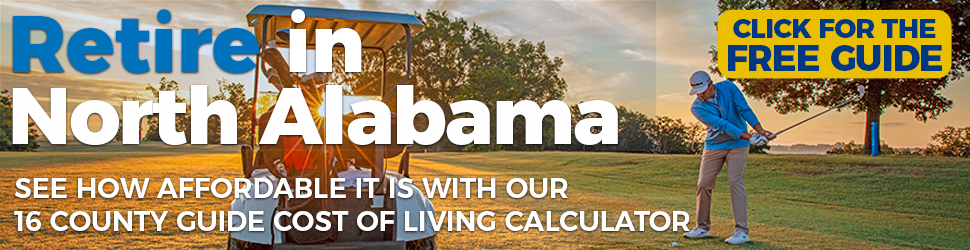 Retire in
North Alabama
SEE HOW AFFORDABLE IT IS WITH OUR
16 COUNTY GUIDE COST OF LIVING CALCULATOR
CLICK FOR THE
FREE GUIDE